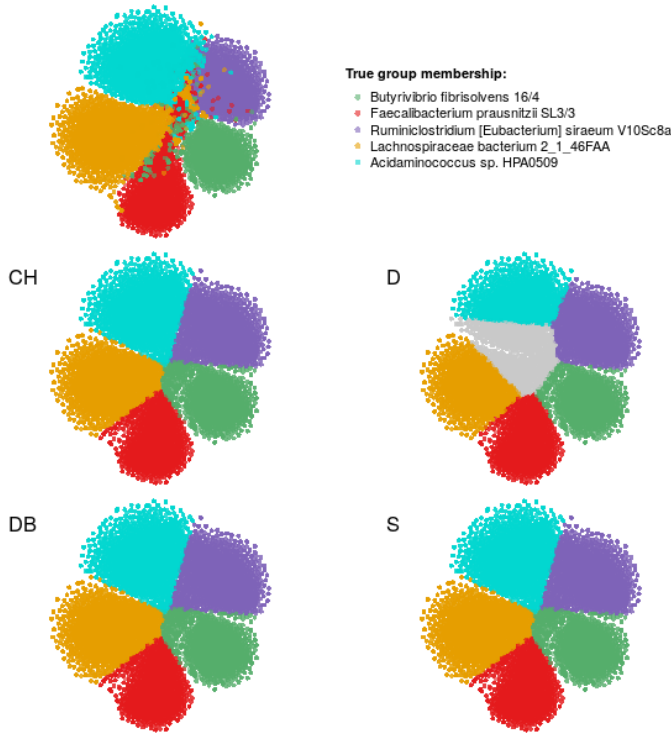 True group membership:
Butyrivibrio fibrisolvens 16/4
Faecalibacterium prausnitzii SL3/3
Ruminiclostridium [Eubacterium] siraeum V10Sc8a
Lachnospiraceae bacterium 2_1_46FAA
Acidaminococcus sp. HPA0509
CH
D
DB
S